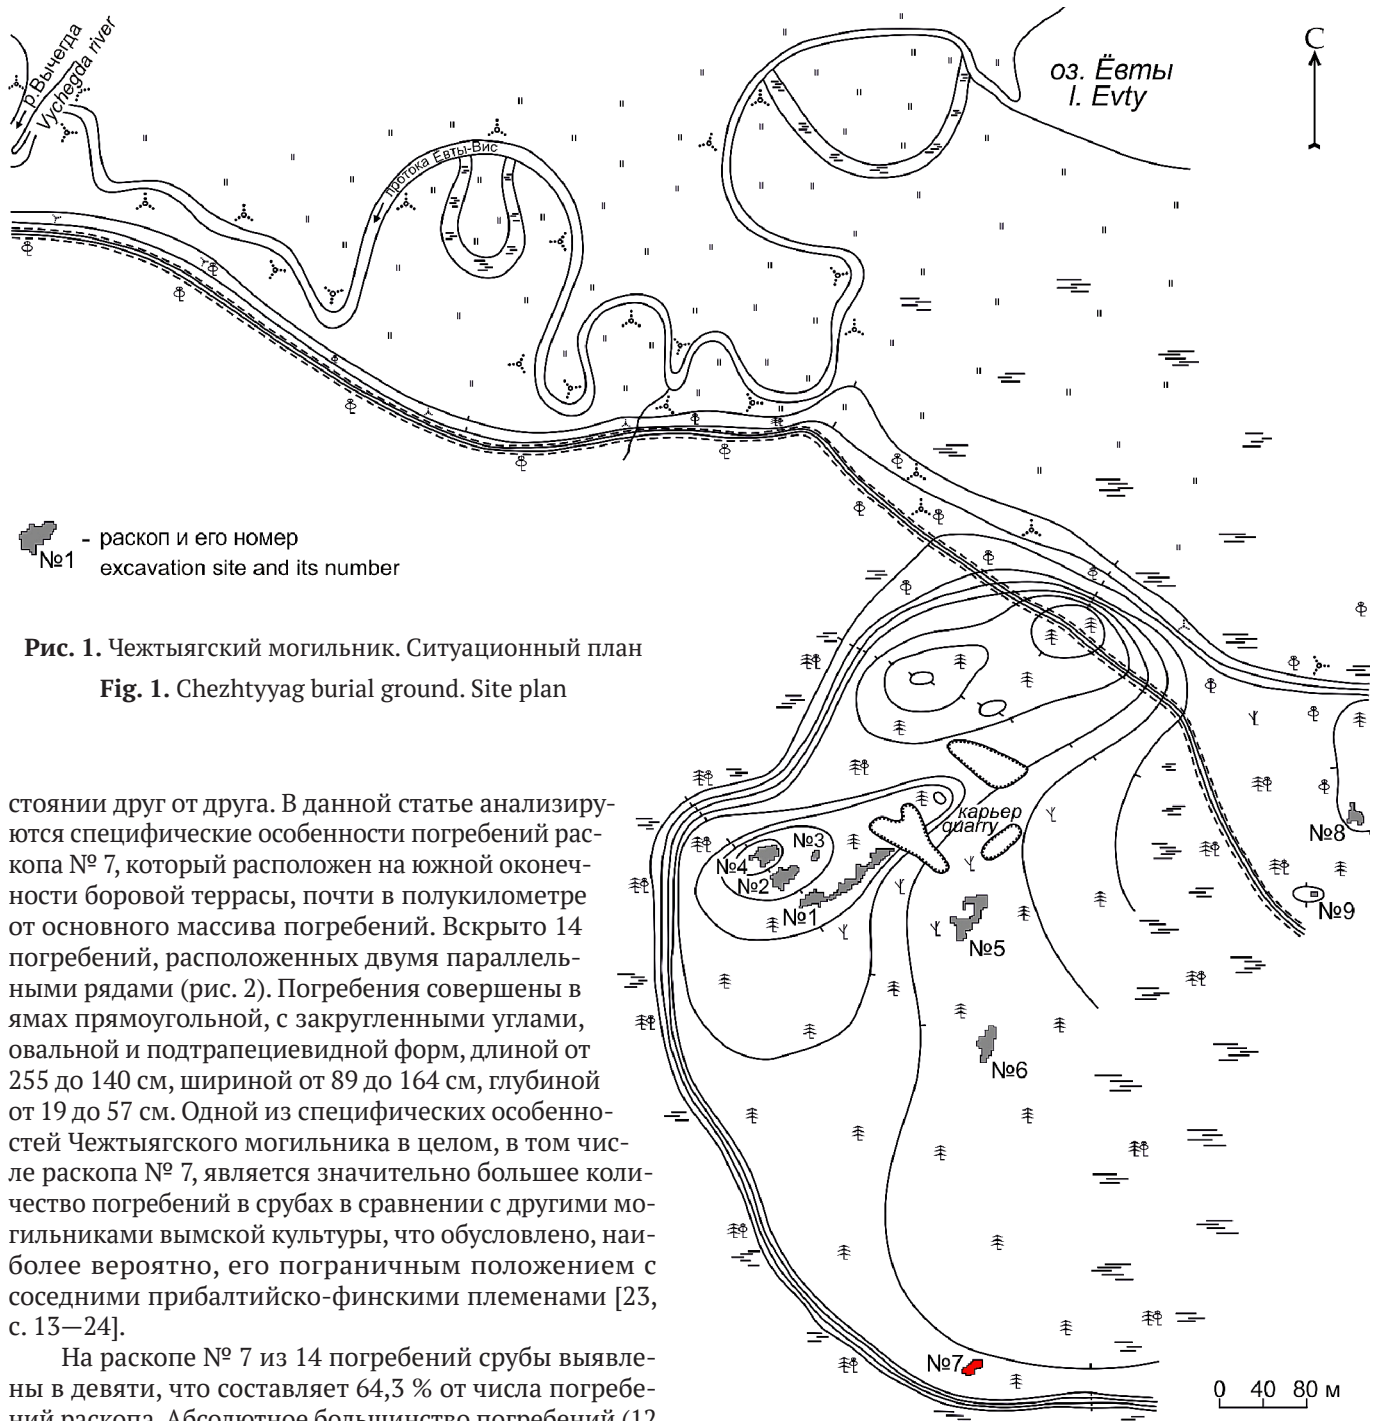 р.Вычегда
Vychegda river
протока Ёвты-Вис
оз. Ёвты
l. Evty
С
№1 - раскоп и его номер
excavation site and its number
Рис. 1. Чежтыягский могильник. Ситуационный план
Fig. 1. Chezhtyyag burial ground. Site plan
карьер
quarry
№3
№4
№2
№1
№5
№6
№7
№8
№9
0 40 80 м
стоянии друг от друга. В данной статье анализиру-
ются специфические особенности погребений рас-
копа № 7, который расположен на южной оконеч-
ности боровой террасы, почти в полукилометре
от основного массива погребений. Вскрыто 14
погребений, расположенных двумя параллель-
ными рядами (рис. 2). Погребения совершены в
ямах прямоугольной, с закругленными углами,
овальной и подтрапециевидной форм, длиной от
255 до 140 см, шириной от 89 до 164 см, глубиной
от 19 до 57 см. Одной из специфических особенно-
стей Чежтыягского могильника в целом, в том чис-
ле раскопа № 7, является значительно большее коли-
чество погребений в срубах в сравнении с другими мо-
гильниками вымской культуры, что обусловлено, наи-
более вероятно, его пограничным положением с
соседними прибалтийско-финскими племенами [23,
с. 13—24].
На раскопе № 7 из 14 погребений срубы выявле-
ны в девяти, что составляет 64,3 % от числа погребе-
ний раскопа. Абсолютное большинство погребений (12